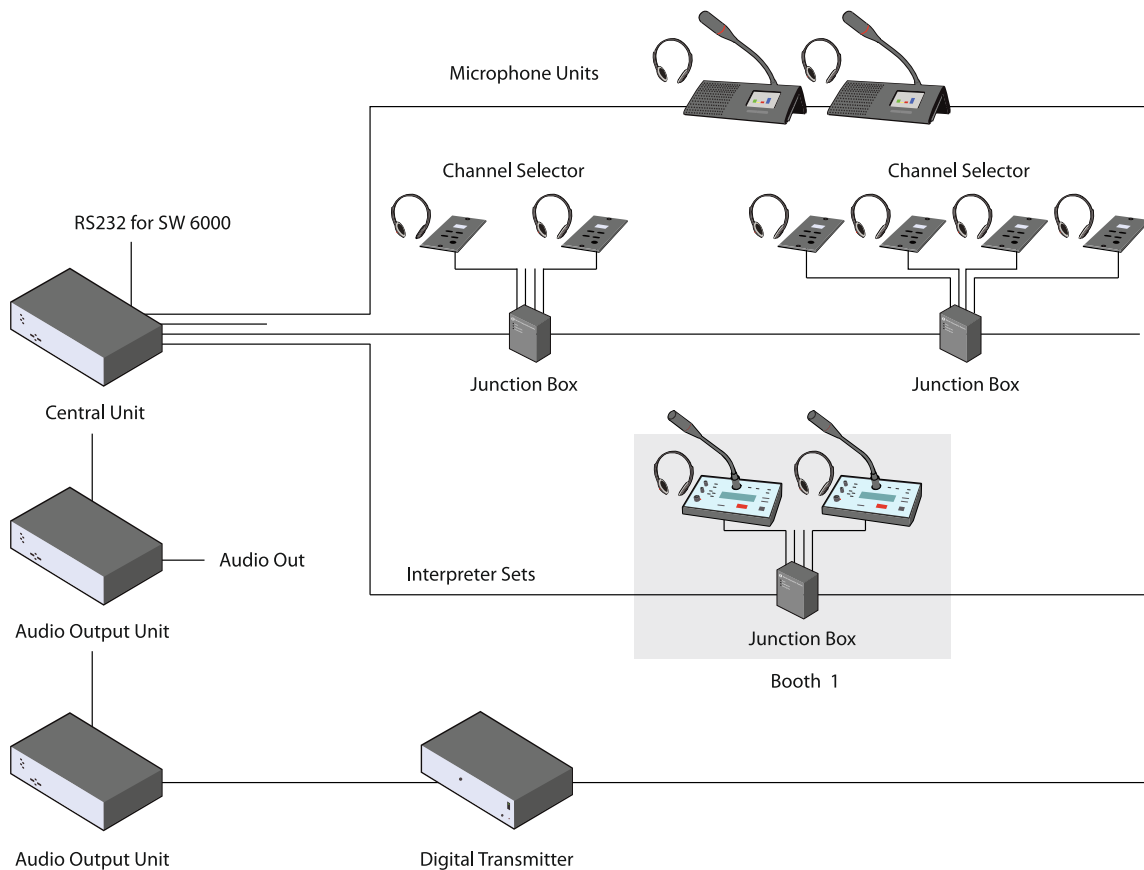 Microphone Units
Channel Selector
Channel Selector
RS232 for SW 6000
Junction Box
Junction Box
Central Unit
Audio Out
Interpreter Sets
Audio Output Unit
Junction Box
Booth 1
Audio Output Unit
Digital Transmitter